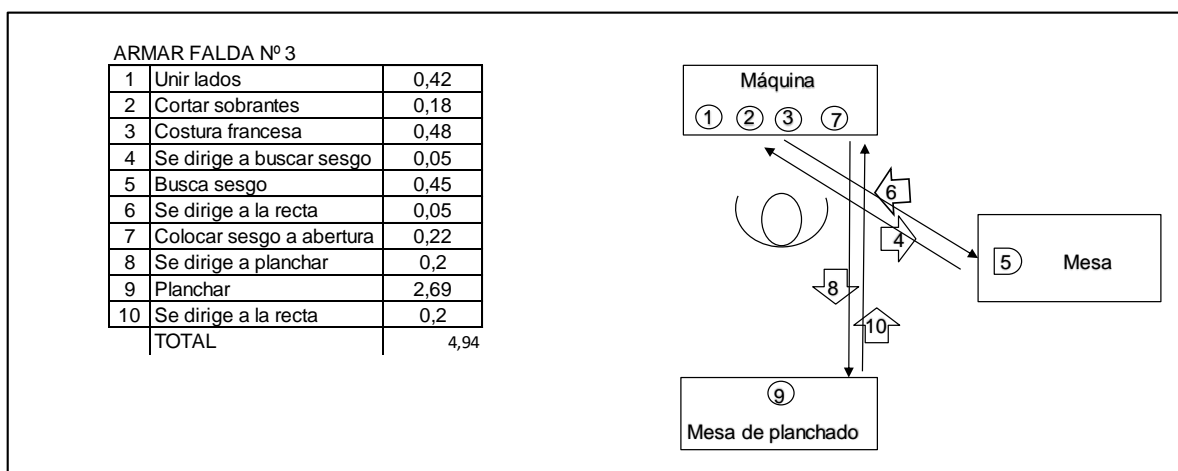 ARMAR FALDA Nº 3
1 Unir lados 0,42
2 Cortar sobrantes 0,18
3 Costura francesa 0,48
4 Se dirige a buscar sesgo 0,05
5 Busca sesgo 0,45
6 Se dirige a la recta 0,05
7 Colocar sesgo a abertura 0,22
8 Se dirige a planchar 0,2
9 Planchar 2,69
10 Se dirige a la recta 0,2
TOTAL 4,94
Máquina
1 2 3 7
6
4
5 Mesa
8
10
9
Mesa de planchado